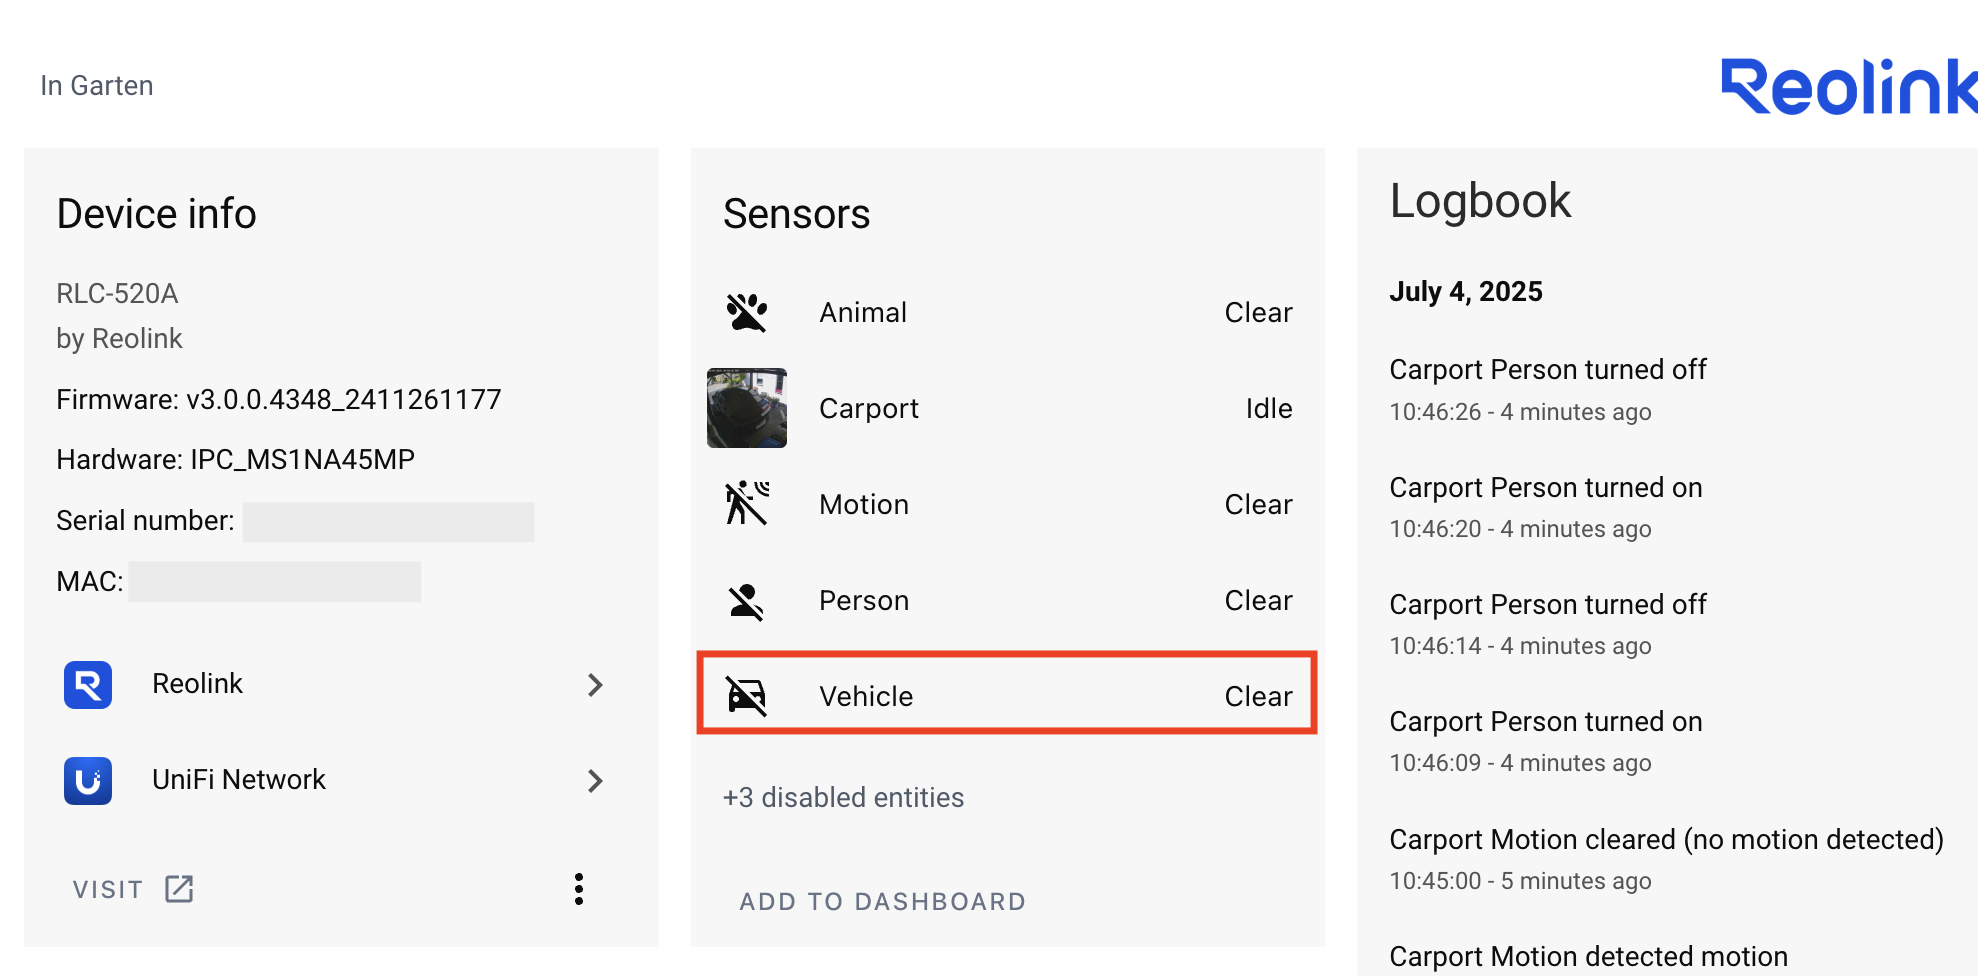 In Garten
Reolink
Device info
RLC-520A
by Reolink
Firmware: v3.0.0.4348_2411261177
Hardware: IPC_MS1NA45MP
Serial number:
MAC:
Reolink
UniFi Network
VISIT
Sensors
Animal Clear
Carport Idle
Motion Clear
Person Clear
Vehicle Clear
+3 disabled entities
ADD TO DASHBOARD
Logbook
July 4, 2025
Carport Person turned off
10:46:26 - 4 minutes ago
Carport Person turned on
10:46:20 - 4 minutes ago
Carport Person turned off
10:46:14 - 4 minutes ago
Carport Person turned on
10:46:09 - 4 minutes ago
Carport Motion cleared (no motion detected)
10:45:00 - 5 minutes ago
Carport Motion detected motion